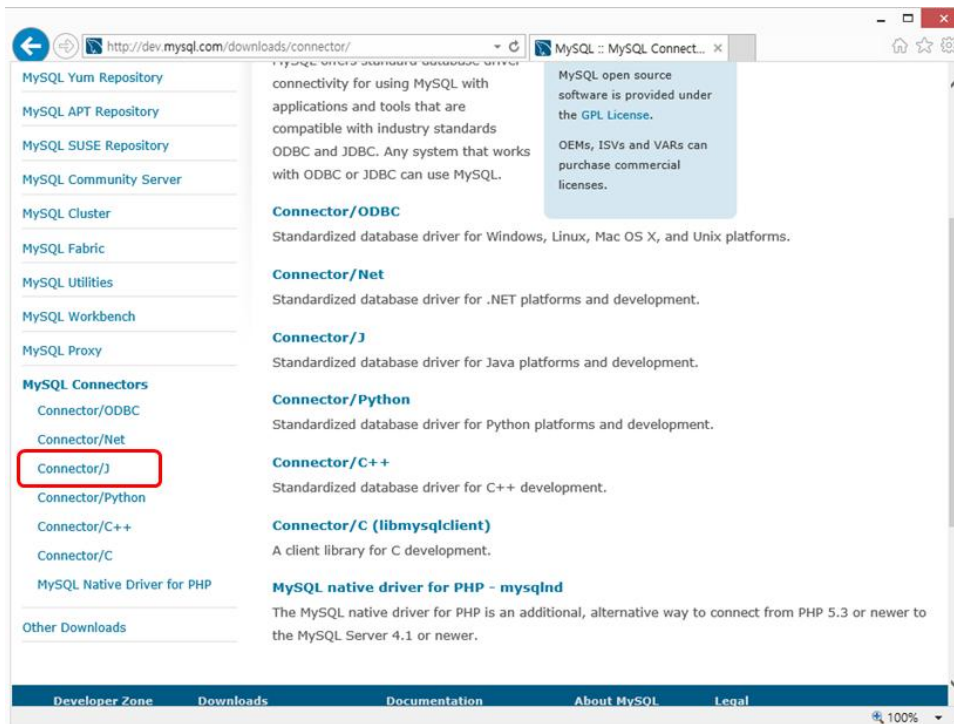 http://dev.mysql.com/downloads/connector/
MySQL :: MySQL Connect...
MySQL Yum Repository
MySQL APT Repository
MySQL SUSE Repository
MySQL Community Server
MySQL Cluster
MySQL Fabric
MySQL Utilities
MySQL Workbench
MySQL Proxy
MySQL Connectors
Connector/ODBC
Connector/Net
Connector/J
Connector/Python
Connector/C++
Connector/C
MySQL Native Driver for PHP
Other Downloads
MySQL offers standard database driver
connectivity for using MySQL with
applications and tools that are
compatible with industry standards
ODBC and JDBC. Any system that works
with ODBC or JDBC can use MySQL.
MySQL open source
software is provided under
the GPL License.
OEMs, ISVs and VARs can
purchase commercial
licenses.
Connector/ODBC
Standardized database driver for Windows, Linux, Mac OS X, and Unix platforms.
Connector/Net
Standardized database driver for .NET platforms and development.
Connector/J
Standardized database driver for Java platforms and development.
Connector/Python
Standardized database driver for Python platforms and development.
Connector/C++
Standardized database driver for C++ development.
Connector/C (libmysqlclient)
A client library for C development.
MySQL native driver for PHP - mysqlnd
The MySQL native driver for PHP is an additional, alternative way to connect from PHP 5.3 or newer to
the MySQL Server 4.1 or newer.
Developer Zone Downloads Documentation About MySQL Legal
100%